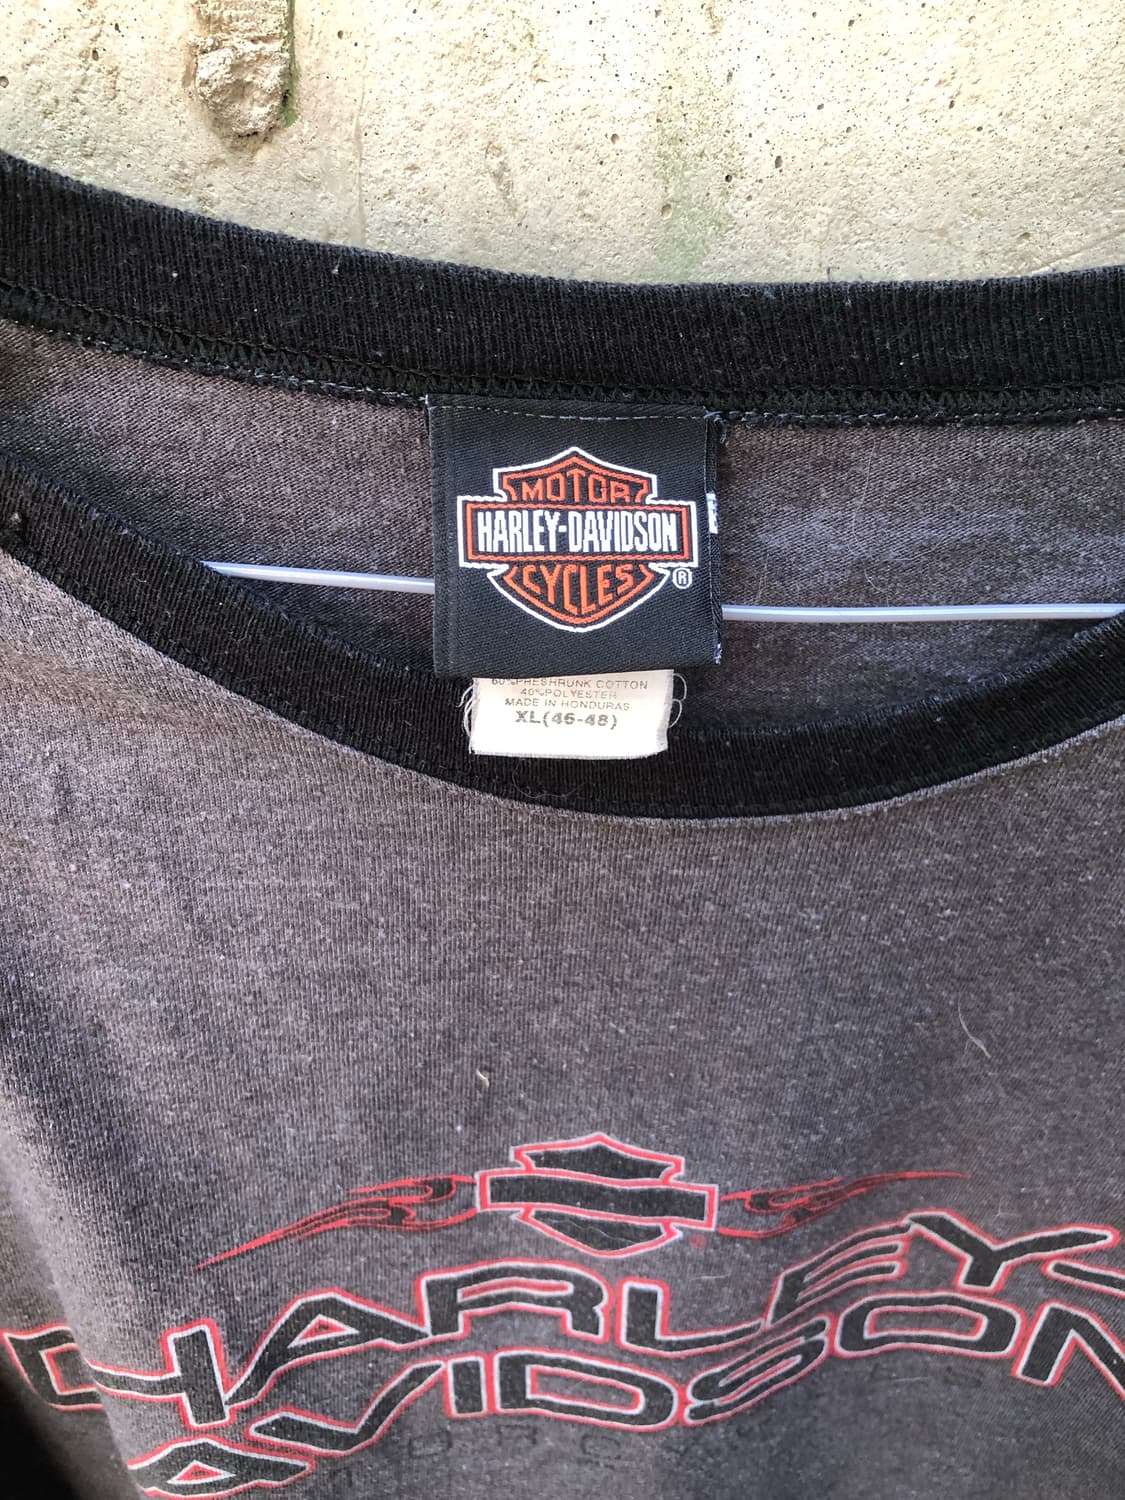 MOTOR
HARLEY-DAVIDSON
CYCLES
®
60% PRESHRUNK COTTON
40% POLYESTER
MADE IN HONDURAS
XL (46-48)
HARLEY-
DAVIDSON